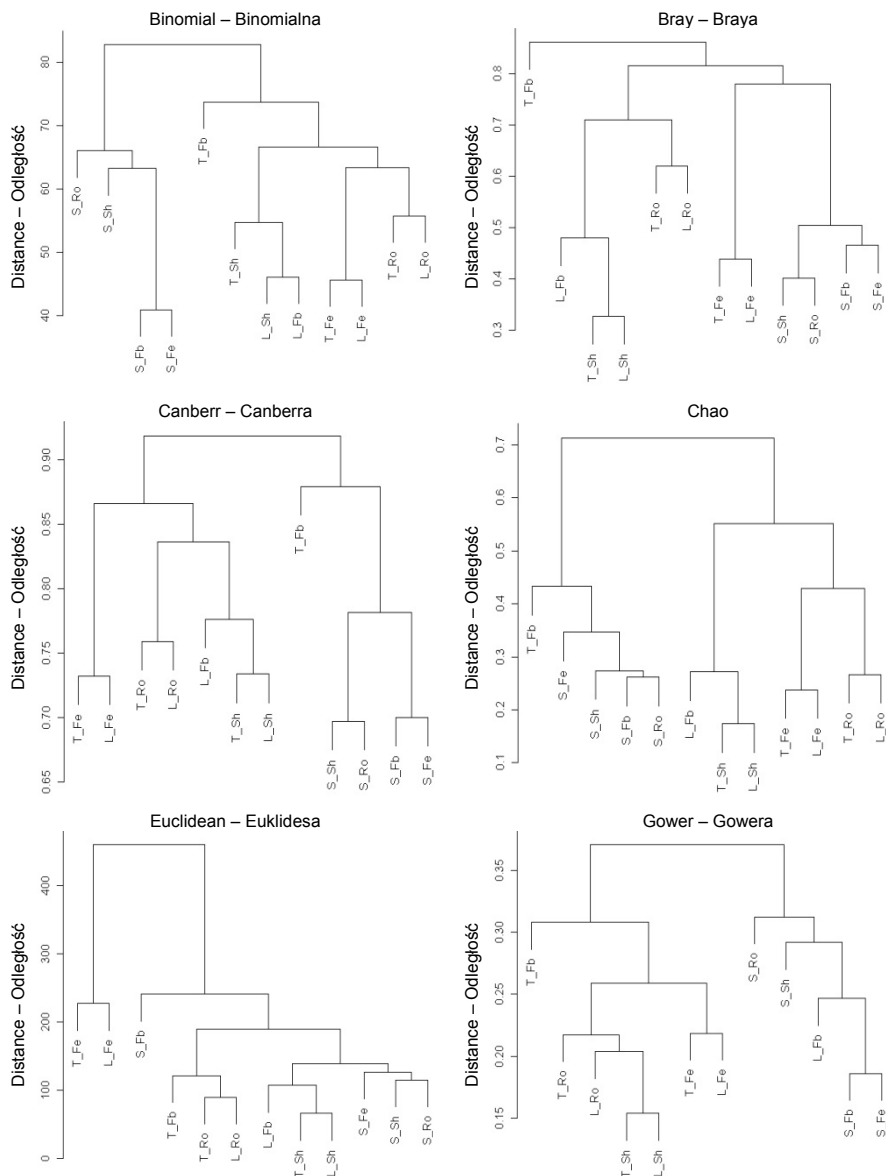 Binomial – Binomialna
Distance – Odległość
80
70
60
50
40
S_Ro
S_Sh
S_Fb
S_Fe
T_Fb
T_Sh
L_Sh
L_Fb
T_Fe
L_Fe
T_Ro
L_Ro
Bray – Braya
Distance – Odległość
0.8
0.7
0.6
0.5
0.4
0.3
T_Fb
L_Fb
T_Sh
L_Sh
T_Ro
L_Ro
T_Fe
L_Fe
S_Sh
S_Ro
S_Fb
S_Fe
Canberr – Canberra
Distance – Odległość
0.90
0.85
0.80
0.75
0.70
0.65
T_Fe
L_Fe
T_Ro
L_Ro
L_Fb
T_Sh
L_Sh
T_Fb
S_Sh
S_Ro
S_Fb
S_Fe
Chao
Distance – Odległość
0.7
0.6
0.5
0.4
0.3
0.2
0.1
T_Fb
S_Fe
S_Sh
S_Fb
S_Ro
L_Fb
T_Sh
L_Sh
T_Fe
L_Fe
T_Ro
L_Ro
Euclidean – Euklidesa
Distance – Odległość
400
300
200
100
0
T_Fe
L_Fe
S_Fb
T_Fb
T_Ro
L_Ro
L_Fb
T_Sh
L_Sh
S_Fe
S_Sh
S_Ro
Gower – Gowera
Distance – Odległość
0.35
0.30
0.25
0.20
0.15
T_Fb
T_Ro
L_Ro
T_Sh
L_Sh
T_Fe
L_Fe
S_Ro
S_Sh
L_Fb
S_Fb
S_Fe